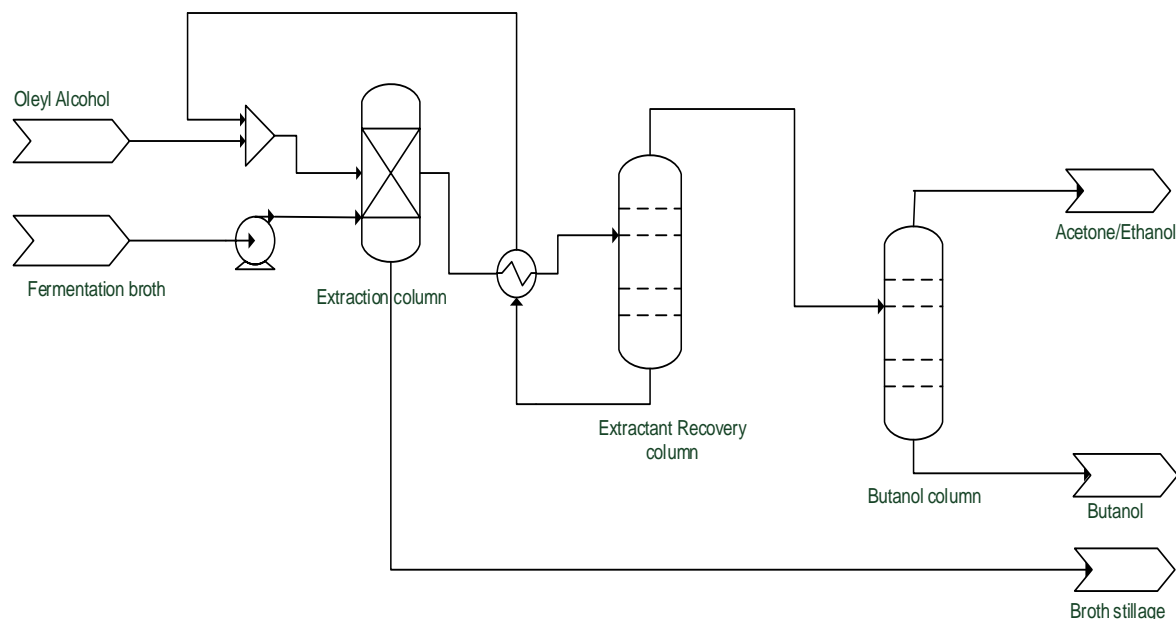 Oleyl Alcohol
Fermentation broth
Extraction column
Extractant Recovery
column
Acetone/Ethanol
Butanol column
Butanol
Broth stillage